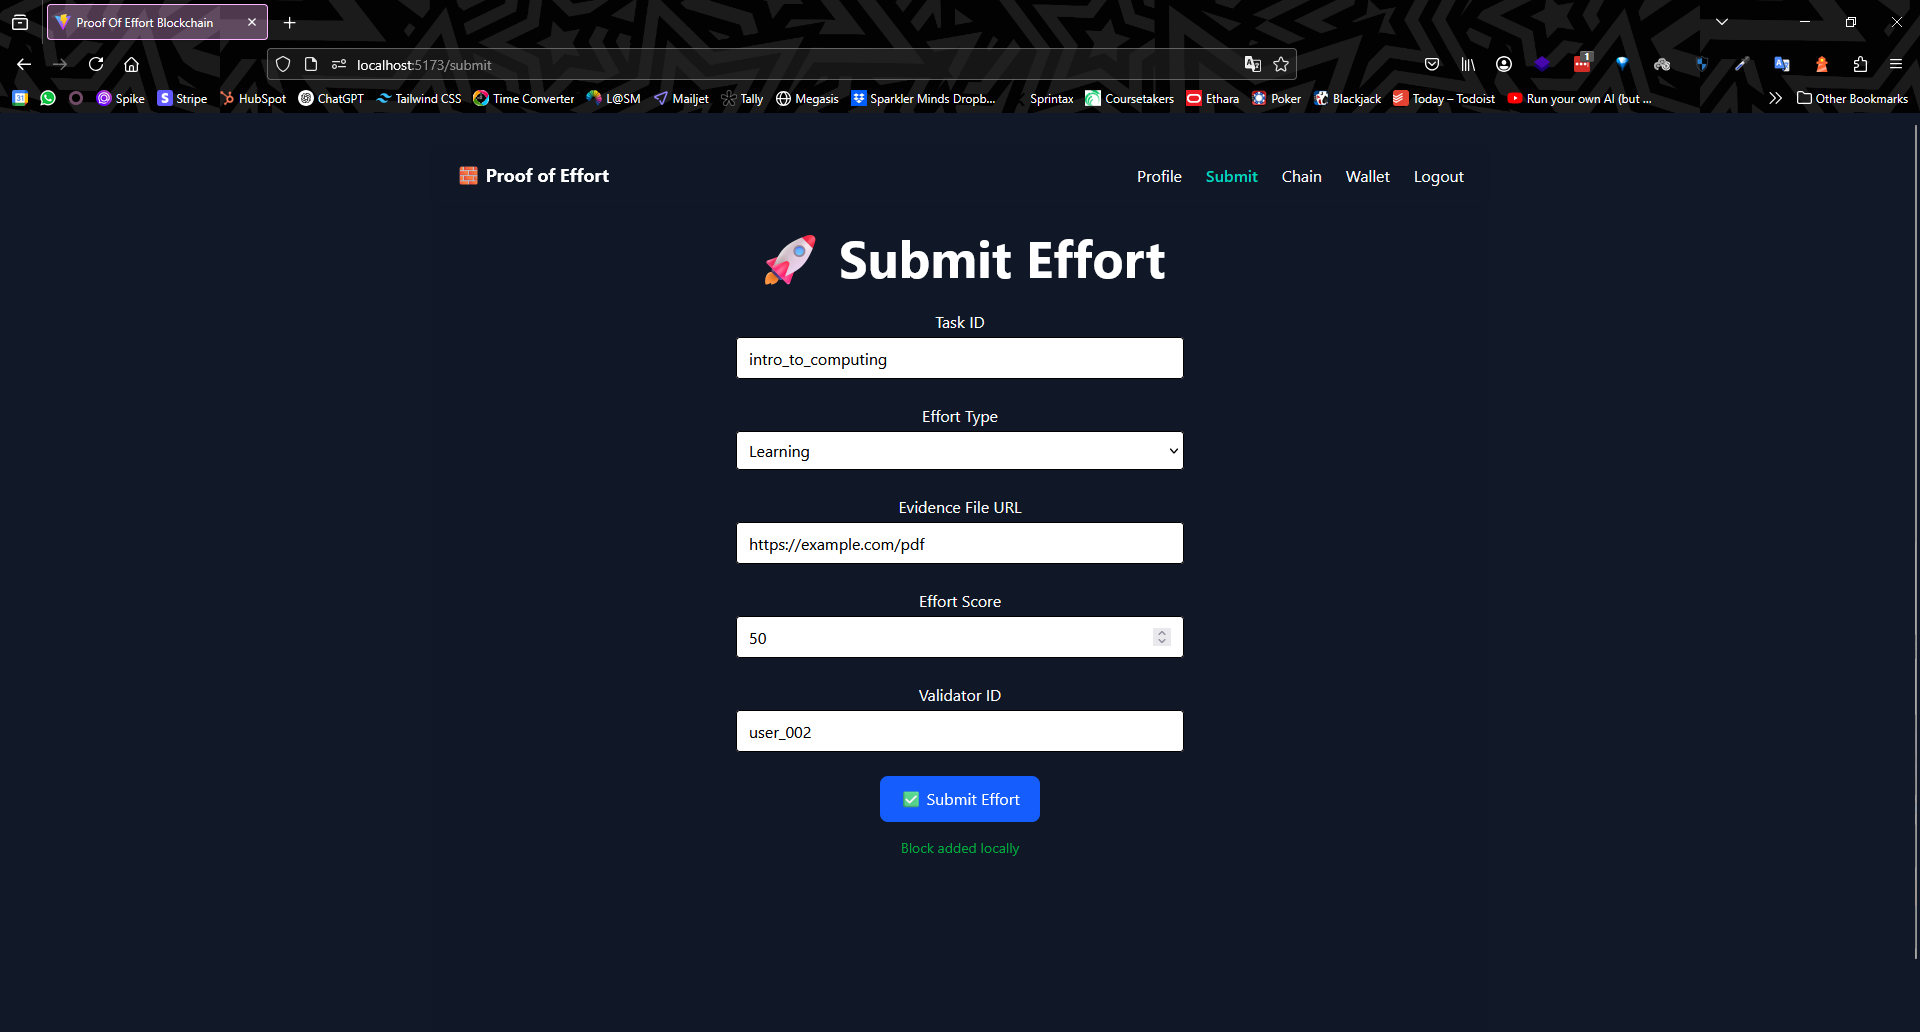 Proof Of Effort Blockchain
localhost:5173/submit
1
31 Spike S Stripe HubSpot ChatGPT Tailwind CSS Time Converter L@SM Mailjet Tally Megasis Sparkler Minds Dropb... Sprintax Coursetakers Ethara Poker Blackjack Today – Todoist Run your own AI (but ... Other Bookmarks
Proof of Effort Profile Submit Chain Wallet Logout
Submit Effort
Task ID
intro_to_computing
Effort Type
Learning
Evidence File URL
https://example.com/pdf
Effort Score
50
Validator ID
user_002
Submit Effort
Block added locally